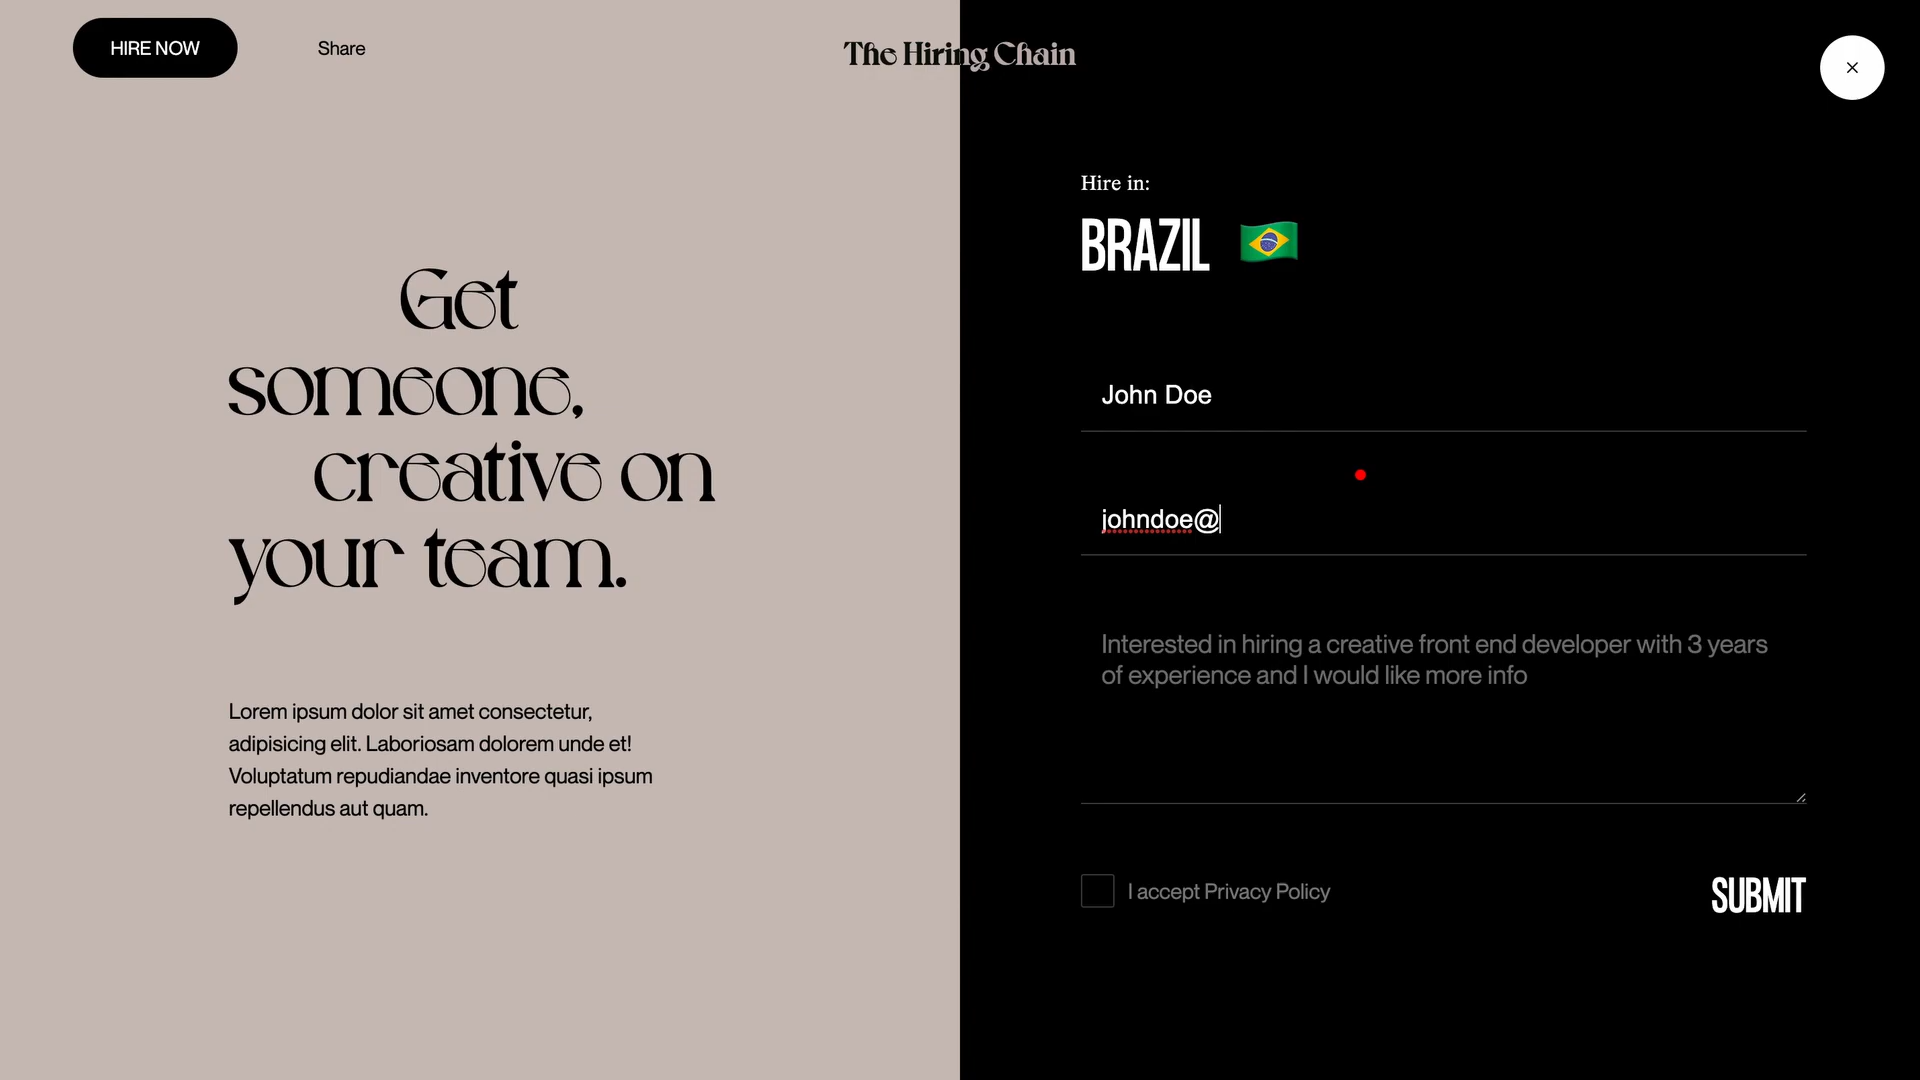 HIRE NOW
Share
The Hiring Chain
×
Get
someone,
creative on
your team.
Lorem ipsum dolor sit amet consectetur,
adipisicing elit. Laboriosam dolorem unde et!
Voluptatum repudiandae inventore quasi ipsum
repellendus aut quam.
Hire in:
BRAZIL
John Doe
johndoe@
Interested in hiring a creative front end developer with 3 years
of experience and I would like more info
I accept Privacy Policy
SUBMIT